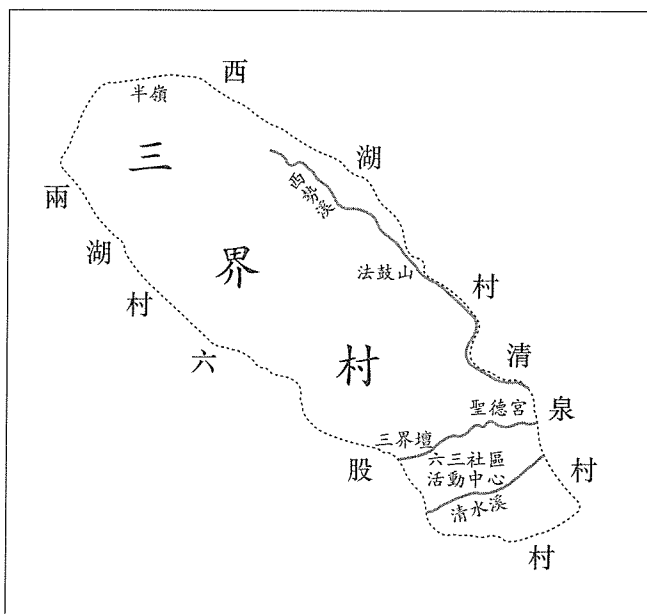 西湖村
半嶺
三界村
兩湖村
西勢溪
法鼓山
清泉村
六股村
聖德宮
三界壇
六三社區
活動中心
清水溪